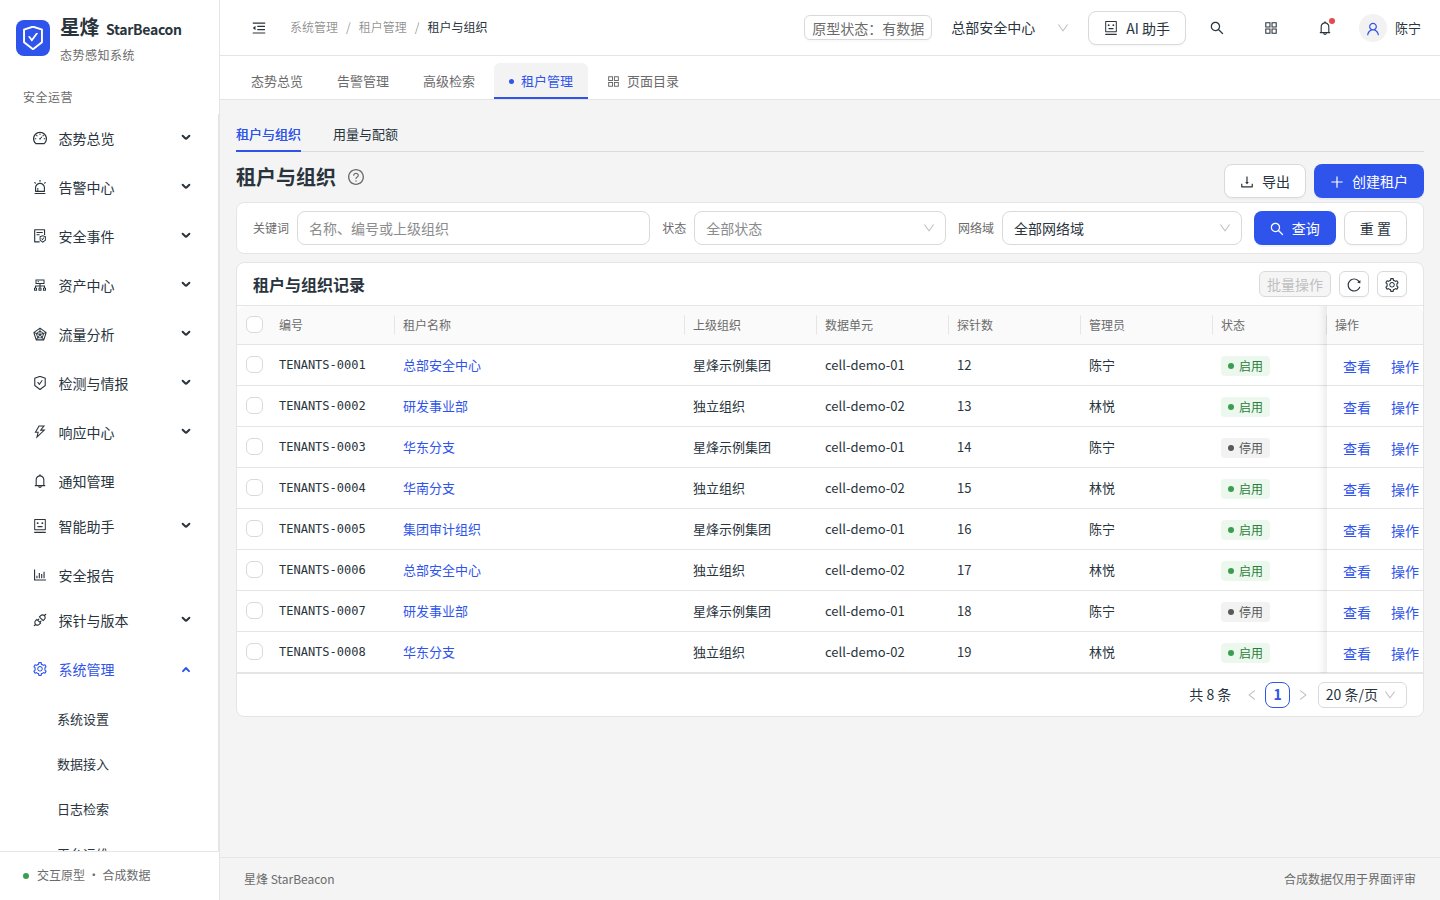 星烽 StarBeacon
态势感知系统
安全运营
态势总览
告警中心
安全事件
资产中心
流量分析
检测与情报
响应中心
通知管理
智能助手
安全报告
探针与版本
系统管理
系统设置
数据接入
日志检索
交互原型 · 合成数据
系统管理 / 租户管理 / 租户与组织
原型状态：有数据
总部安全中心
AI 助手
陈宁
态势总览 告警管理 高级检索 租户管理 页面目录
租户与组织 用量与配额
租户与组织
导出
创建租户
关键词 名称、编号或上级组织 状态 全部状态 网络域 全部网络域 查询 重 置
租户与组织记录
批量操作
编号 租户名称 上级组织 数据单元 探针数 管理员 状态 操作
TENANTS-0001 总部安全中心 星烽示例集团 cell-demo-01 12 陈宁 启用 查看 操作
TENANTS-0002 研发事业部 独立组织 cell-demo-02 13 林悦 启用 查看 操作
TENANTS-0003 华东分支 星烽示例集团 cell-demo-01 14 陈宁 停用 查看 操作
TENANTS-0004 华南分支 独立组织 cell-demo-02 15 林悦 启用 查看 操作
TENANTS-0005 集团审计组织 星烽示例集团 cell-demo-01 16 陈宁 启用 查看 操作
TENANTS-0006 总部安全中心 独立组织 cell-demo-02 17 林悦 启用 查看 操作
TENANTS-0007 研发事业部 星烽示例集团 cell-demo-01 18 陈宁 停用 查看 操作
TENANTS-0008 华东分支 独立组织 cell-demo-02 19 林悦 启用 查看 操作
共 8 条 1 20 条/页
星烽 StarBeacon
合成数据仅用于界面评审